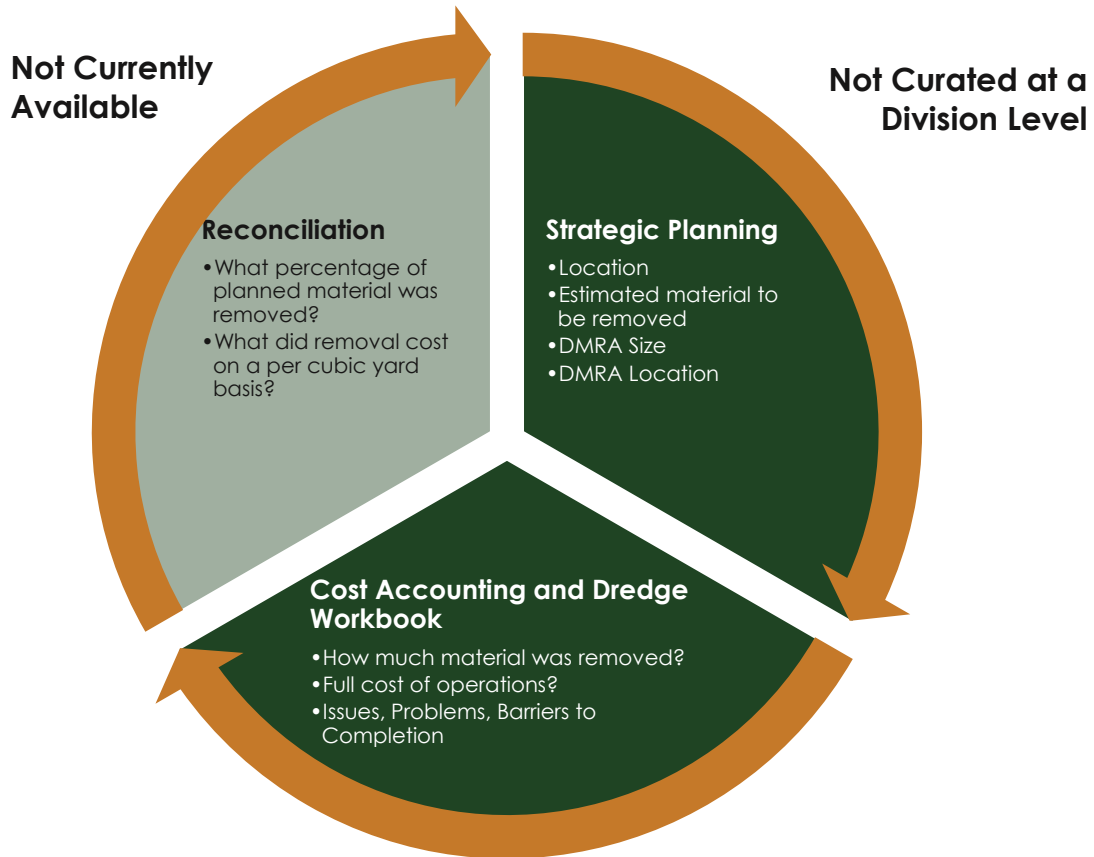 Not Currently
Available
Not Curated at a
Division Level
Reconciliation
•What percentage of
planned material was
removed?
•What did removal cost
on a per cubic yard
basis?
Strategic Planning
•Location
•Estimated material to
be removed
•DMRA Size
•DMRA Location
Cost Accounting and Dredge
Workbook
•How much material was removed?
•Full cost of operations?
•Issues, Problems, Barriers to
Completion